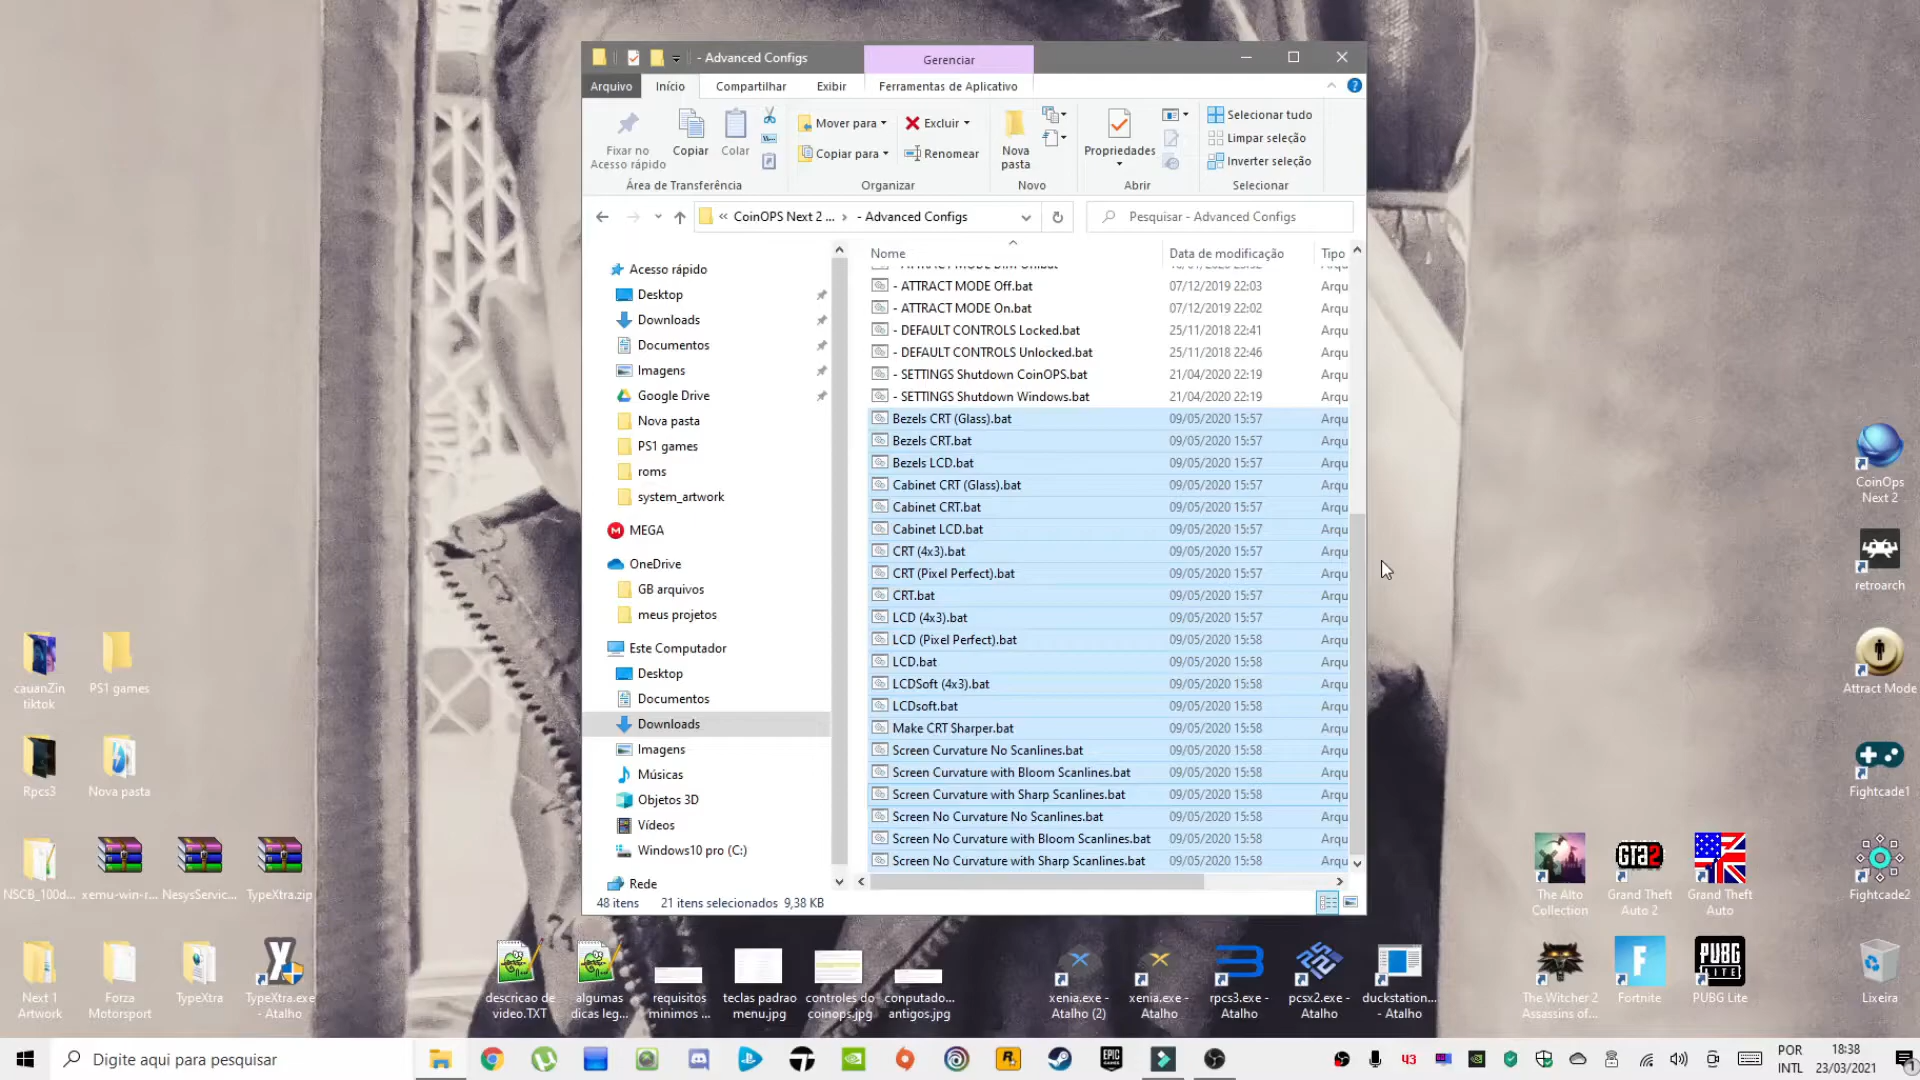 - Advanced Configs
Gerenciar
Arquivo
Início
Compartilhar
Exibir
Ferramentas de Aplicativo
Fixar no
Acesso rápido
Copiar
Colar
Mover para
Copiar para
Excluir
Renomear
Nova
pasta
Propriedades
Selecionar tudo
Limpar seleção
Inverter seleção
Área de Transferência
Organizar
Novo
Abrir
Selecionar
« CoinOPS Next 2 ... › - Advanced Configs
Pesquisar - Advanced Configs
Acesso rápido
Desktop
Downloads
Documentos
Imagens
Google Drive
Nova pasta
PS1 games
roms
system_artwork
MEGA
OneDrive
GB arquivos
meus projetos
Este Computador
Desktop
Documentos
Downloads
Imagens
Músicas
Objetos 3D
Vídeos
Windows10 pro (C:)
Rede
Nome Data de modificação Tipo
- ATTRACT MODE Off.bat 07/12/2019 22:03 Arqu
- ATTRACT MODE On.bat 07/12/2019 22:02 Arqu
- DEFAULT CONTROLS Locked.bat 25/11/2018 22:41 Arqu
- DEFAULT CONTROLS Unlocked.bat 25/11/2018 22:46 Arqu
- SETTINGS Shutdown CoinOPS.bat 21/04/2020 22:19 Arqu
- SETTINGS Shutdown Windows.bat 21/04/2020 22:19 Arqu
Bezels CRT (Glass).bat 09/05/2020 15:57 Arqu
Bezels CRT.bat 09/05/2020 15:57 Arqu
Bezels LCD.bat 09/05/2020 15:57 Arqu
Cabinet CRT (Glass).bat 09/05/2020 15:57 Arqu
Cabinet CRT.bat 09/05/2020 15:57 Arqu
Cabinet LCD.bat 09/05/2020 15:57 Arqu
CRT (4x3).bat 09/05/2020 15:57 Arqu
CRT (Pixel Perfect).bat 09/05/2020 15:57 Arqu
CRT.bat 09/05/2020 15:57 Arqu
LCD (4x3).bat 09/05/2020 15:57 Arqu
LCD (Pixel Perfect).bat 09/05/2020 15:58 Arqu
LCD.bat 09/05/2020 15:58 Arqu
LCDSoft (4x3).bat 09/05/2020 15:58 Arqu
LCDsoft.bat 09/05/2020 15:58 Arqu
Make CRT Sharper.bat 09/05/2020 15:58 Arqu
Screen Curvature No Scanlines.bat 09/05/2020 15:58 Arqu
Screen Curvature with Bloom Scanlines.bat 09/05/2020 15:58 Arqu
Screen Curvature with Sharp Scanlines.bat 09/05/2020 15:58 Arqu
Screen No Curvature No Scanlines.bat 09/05/2020 15:58 Arqu
Screen No Curvature with Bloom Scanlines.bat 09/05/2020 15:58 Arqu
Screen No Curvature with Sharp Scanlines.bat 09/05/2020 15:58 Arqu
48 itens 21 itens selecionados 9,38 KB
cauanZin
tiktok
PS1 games
Rpcs3
Nova pasta
NSCB_100d...
xemu-win-r...
NesysServic...
TypeXtra.zip
Next 1
Artwork
Forza
Motorsport
TypeXtra
TypeXtra.exe
- Atalho
descricao de
video.TXT
algumas
dicas leg...
requisitos
minimos ...
teclas padrao
menu.jpg
controles do
coinops.jpg
conputado...
antigos.jpg
xenia.exe -
Atalho (2)
xenia.exe -
Atalho
rpcs3.exe -
Atalho
pcsx2.exe -
Atalho
duckstation...
- Atalho
CoinOps
Next 2
retroarch
Attract Mode
Fightcade1
The Alto
Collection
GTA2
Grand Theft
Auto 2
Grand Theft
Auto
Fightcade2
The Witcher 2
Assassins of...
Fortnite
PUBG
LITE
PUBG Lite
Lixeira
Digite aqui para pesquisar
EPIC
GAMES
43
POR
INTL
18:38
23/03/2021
1